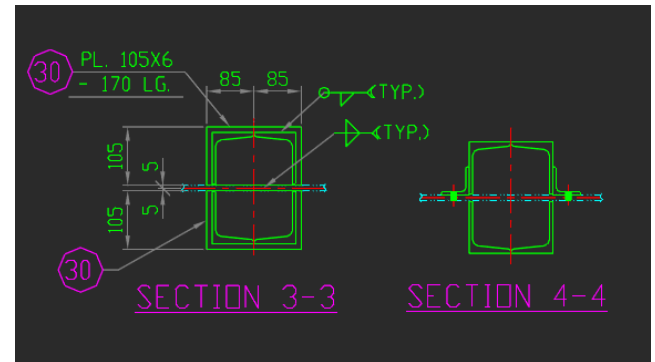 30
PL. 105X6
- 170 LG.
85
85
(TYP.)
(TYP.)
105
5
5
105
30
SECTION 3-3
SECTION 4-4